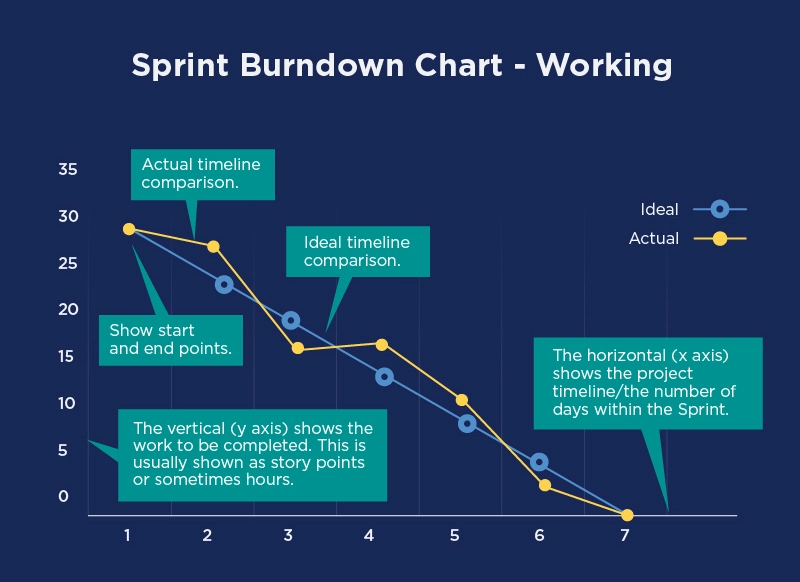 Sprint Burndown Chart - Working
35
30
25
20
15
10
5
0
Actual timeline
comparison.
Ideal timeline
comparison.
Ideal
Actual
Show start
and end points.
The horizontal (x axis)
shows the project
timeline/the number of
days within the Sprint.
The vertical (y axis) shows the
work to be completed. This is
usually shown as story points
or sometimes hours.
1 2 3 4 5 6 7